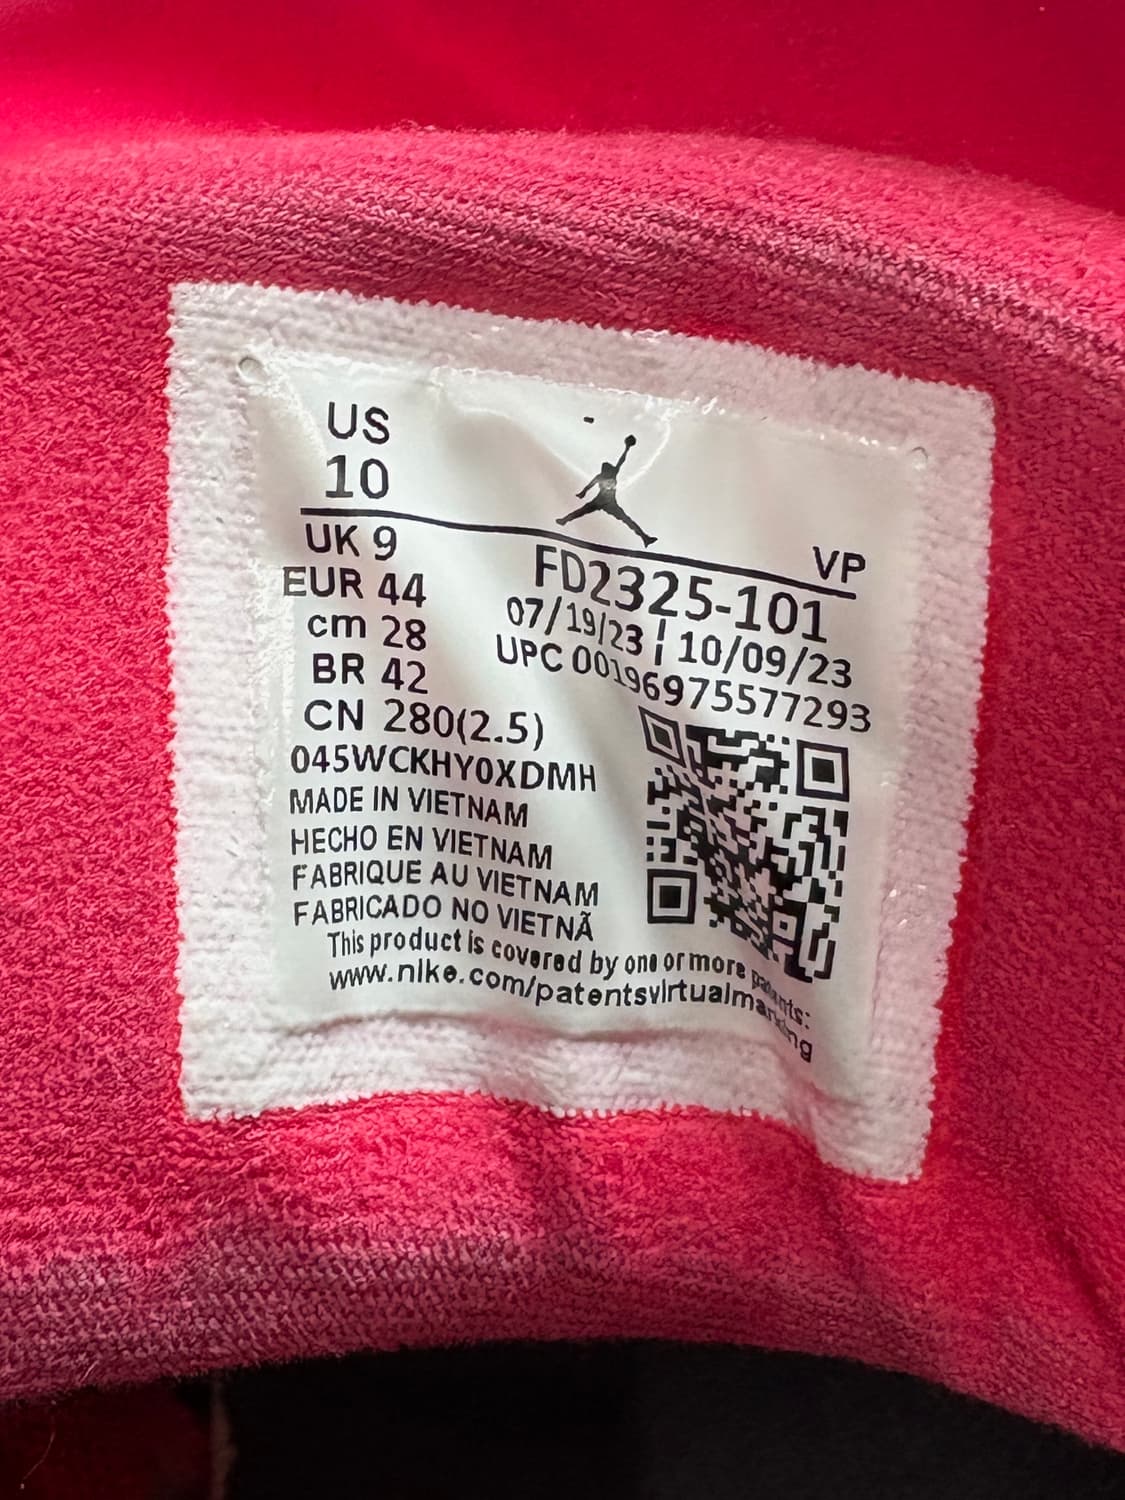 US
10
UK 9
EUR 44
cm 28
BR 42
CN 280(2.5)
VP
FD2325-101
07/19/23 ¦ 10/09/23
UPC 00196975577293
045WCKHY0XDMH
MADE IN VIETNAM
HECHO EN VIETNAM
FABRIQUE AU VIETNAM
FABRICADO NO VIETNÃ
This product is covered by one or more patents:
www.nike.com/patentsvirtualmarking